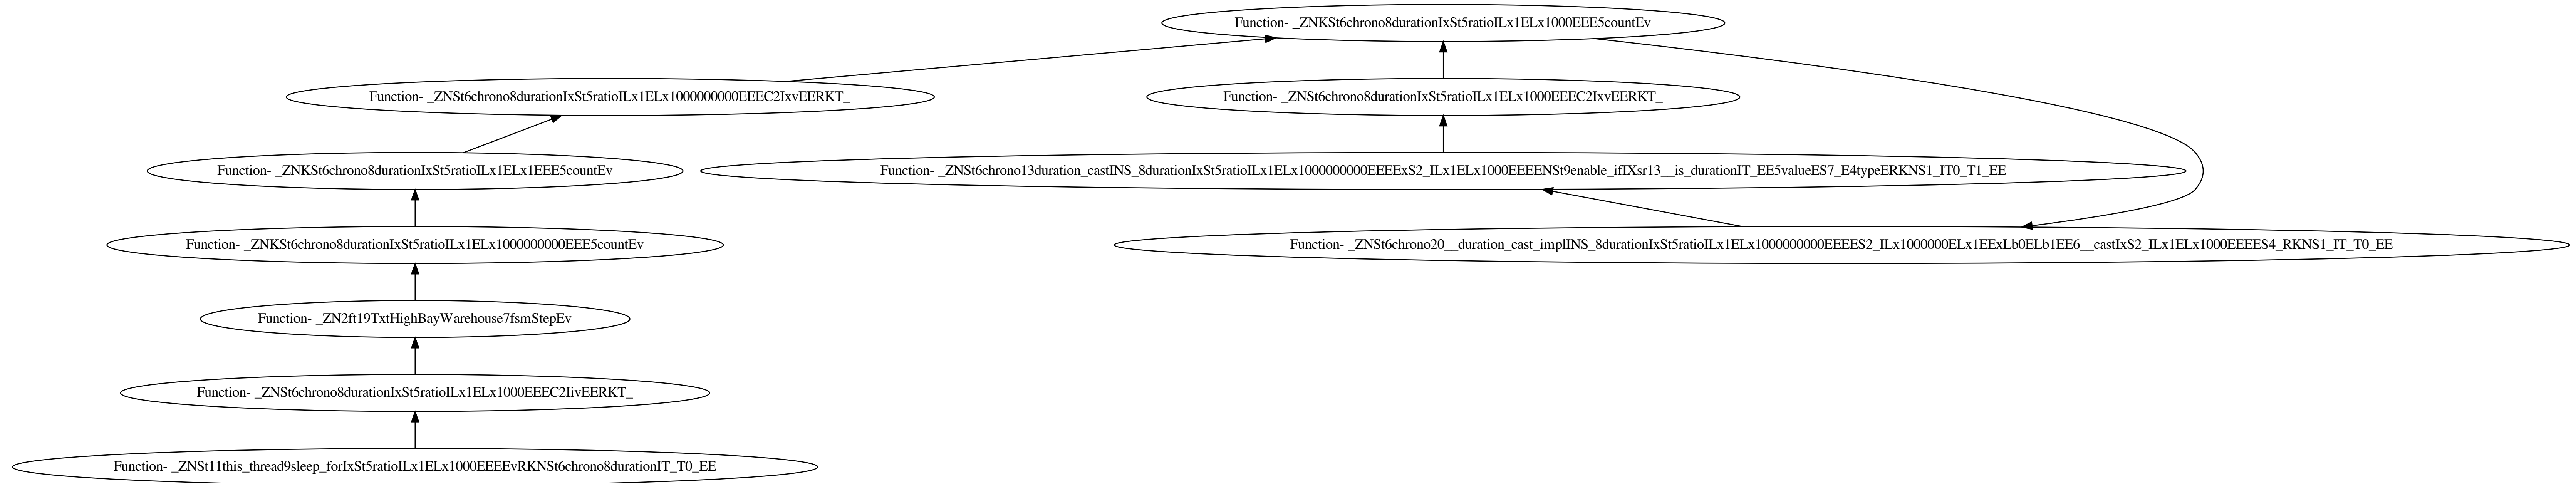 Function- _ZNKSt6chrono8durationIxSt5ratioILx1ELx1000EEE5countEv
Function- _ZNSt6chrono8durationIxSt5ratioILx1ELx1000000000EEEC2IxvEERKT_
Function- _ZNSt6chrono8durationIxSt5ratioILx1ELx1000EEEC2IxvEERKT_
Function- _ZNKSt6chrono8durationIxSt5ratioILx1ELx1EEE5countEv
Function- _ZNSt6chrono13duration_castINS_8durationIxSt5ratioILx1ELx1000000000EEEExS2_ILx1ELx1000EEEENSt9enable_ifIXsr13__is_durationIT_EE5valueES7_E4typeERKNS1_IT0_T1_EE
Function- _ZNKSt6chrono8durationIxSt5ratioILx1ELx1000000000EEE5countEv
Function- _ZNSt6chrono20__duration_cast_implINS_8durationIxSt5ratioILx1ELx1000000000EEEES2_ILx1000000ELx1EExLb0ELb1EE6__castIxS2_ILx1ELx1000EEEES4_RKNS1_IT_T0_EE
Function- _ZN2ft19TxtHighBayWarehouse7fsmStepEv
Function- _ZNSt6chrono8durationIxSt5ratioILx1ELx1000EEEC2IivEERKT_
Function- _ZNSt11this_thread9sleep_forIxSt5ratioILx1ELx1000EEEEvRKNSt6chrono8durationIT_T0_EE